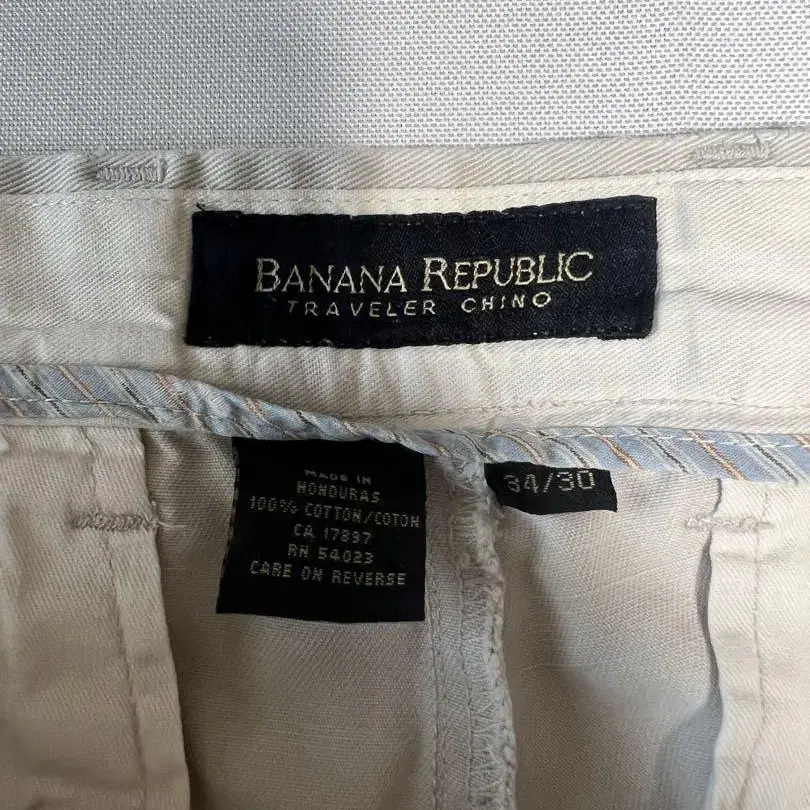 BANANA REPUBLIC
TRAVELER CHINO
MADE IN
HONDURAS
100% COTTON/COTON
CA 17897
RN 54023
CARE ON REVERSE
34/30